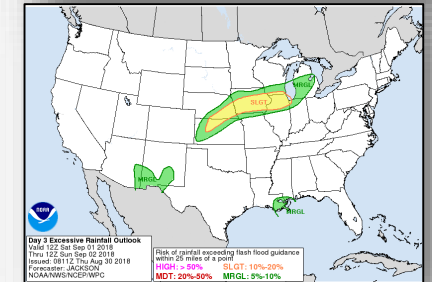 MRGL
SLGT
MRGL
MRGL
NOAA
Day 3 Excessive Rainfall Outlook
Valid 12Z Sat Sep 01 2018
Thru 12Z Sun Sep 02 2018
Issued: 0811Z Thu Aug 30 2018
Forecaster: JACKSON
NOAA/NWS/NCEP/WPC
Risk of rainfall exceeding flash flood guidance
within 25 miles of a point
HIGH: > 50% SLGT: 10%-20%
MDT: 20%-50% MRGL: 5%-10%